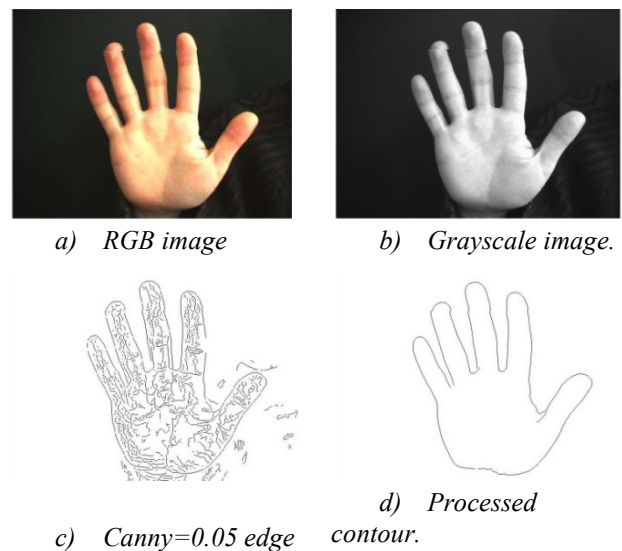 a) RGB image
b) Grayscale image.
c) Canny=0.05 edge
d) Processed
contour.